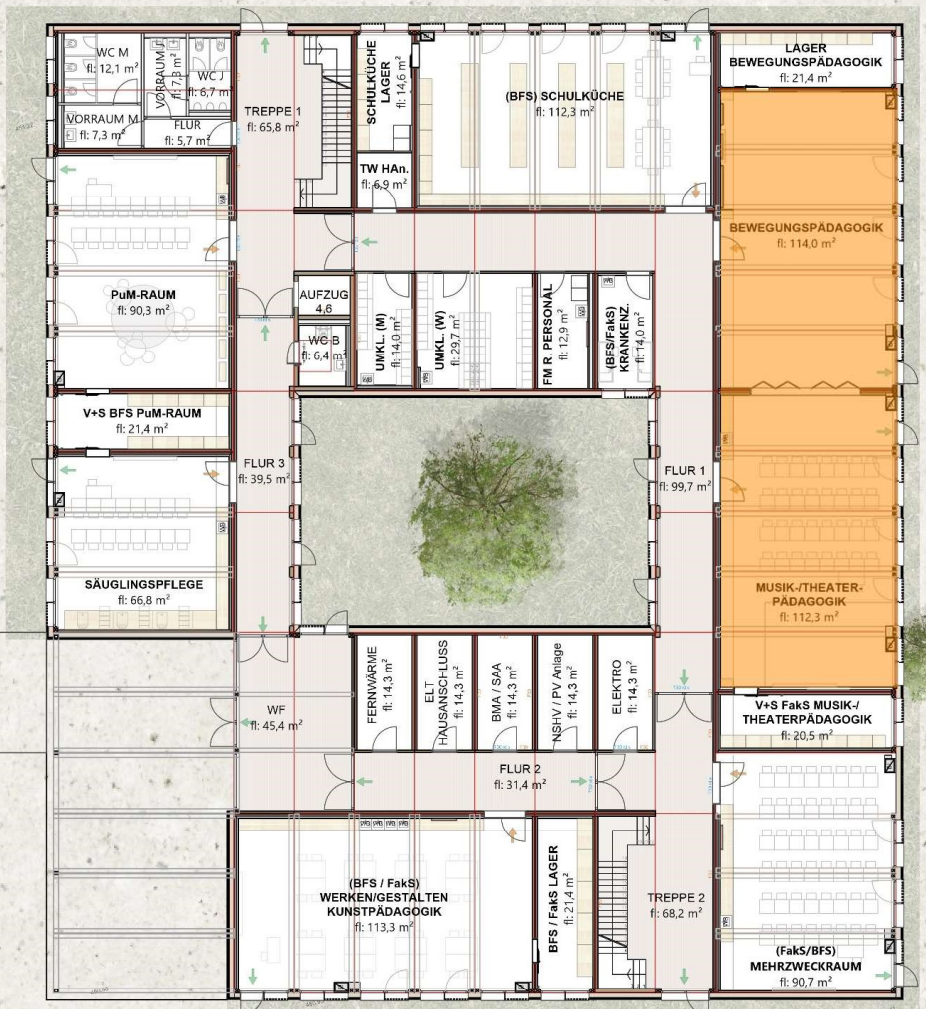 WC M
fl: 12,1 m²
VORRAUM J
fl: 7,3 m²
WC J
fl: 6,7 m²
VORRAUM M
fl: 7,3 m²
FLUR
fl: 5,7 m²
TREPPE 1
fl: 65,8 m²
SCHULKÜCHE
LAGER
fl: 14,6 m²
(BFS) SCHULKÜCHE
fl: 112,3 m²
LAGER
BEWEGUNGSPÄDAGOGIK
fl: 21,4 m²
TW HAn.
fl: 6,9 m²
BEWEGUNGSPÄDAGOGIK
fl: 114,0 m²
PuM-RAUM
fl: 90,3 m²
AUFZUG
4,6
WC B
fl: 6,4 m²
UMKL. (M)
fl: 14,0 m²
UMKL. (W)
fl: 29,7 m²
FM R. PERSONAL
fl: 12,9 m²
(BFS/FakS)
KRANKENZ.
fl: 14,0 m²
V+S BFS PuM-RAUM
fl: 21,4 m²
FLUR 3
fl: 39,5 m²
FLUR 1
fl: 99,7 m²
SÄUGLINGSPFLEGE
fl: 66,8 m²
MUSIK-/THEATER-
PÄDAGOGIK
fl: 112,3 m²
WF
fl: 45,4 m²
FERNWÄRME
fl: 14,3 m²
ELT
HAUSANSCHLUSS
fl: 14,3 m²
BMA / SAA
fl: 14,3 m²
NSHV / PV Anlage
fl: 14,3 m²
ELEKTRO
fl: 14,3 m²
V+S FakS MUSIK-/
THEATERPÄDAGOGIK
fl: 20,5 m²
FLUR 2
fl: 31,4 m²
(BFS / FakS)
WERKEN/GESTALTEN
KUNSTPÄDAGOGIK
fl: 113,3 m²
BFS / FakS LAGER
fl: 21,4 m²
TREPPE 2
fl: 68,2 m²
(FakS/BFS)
MEHRZWECKRAUM
fl: 90,7 m²